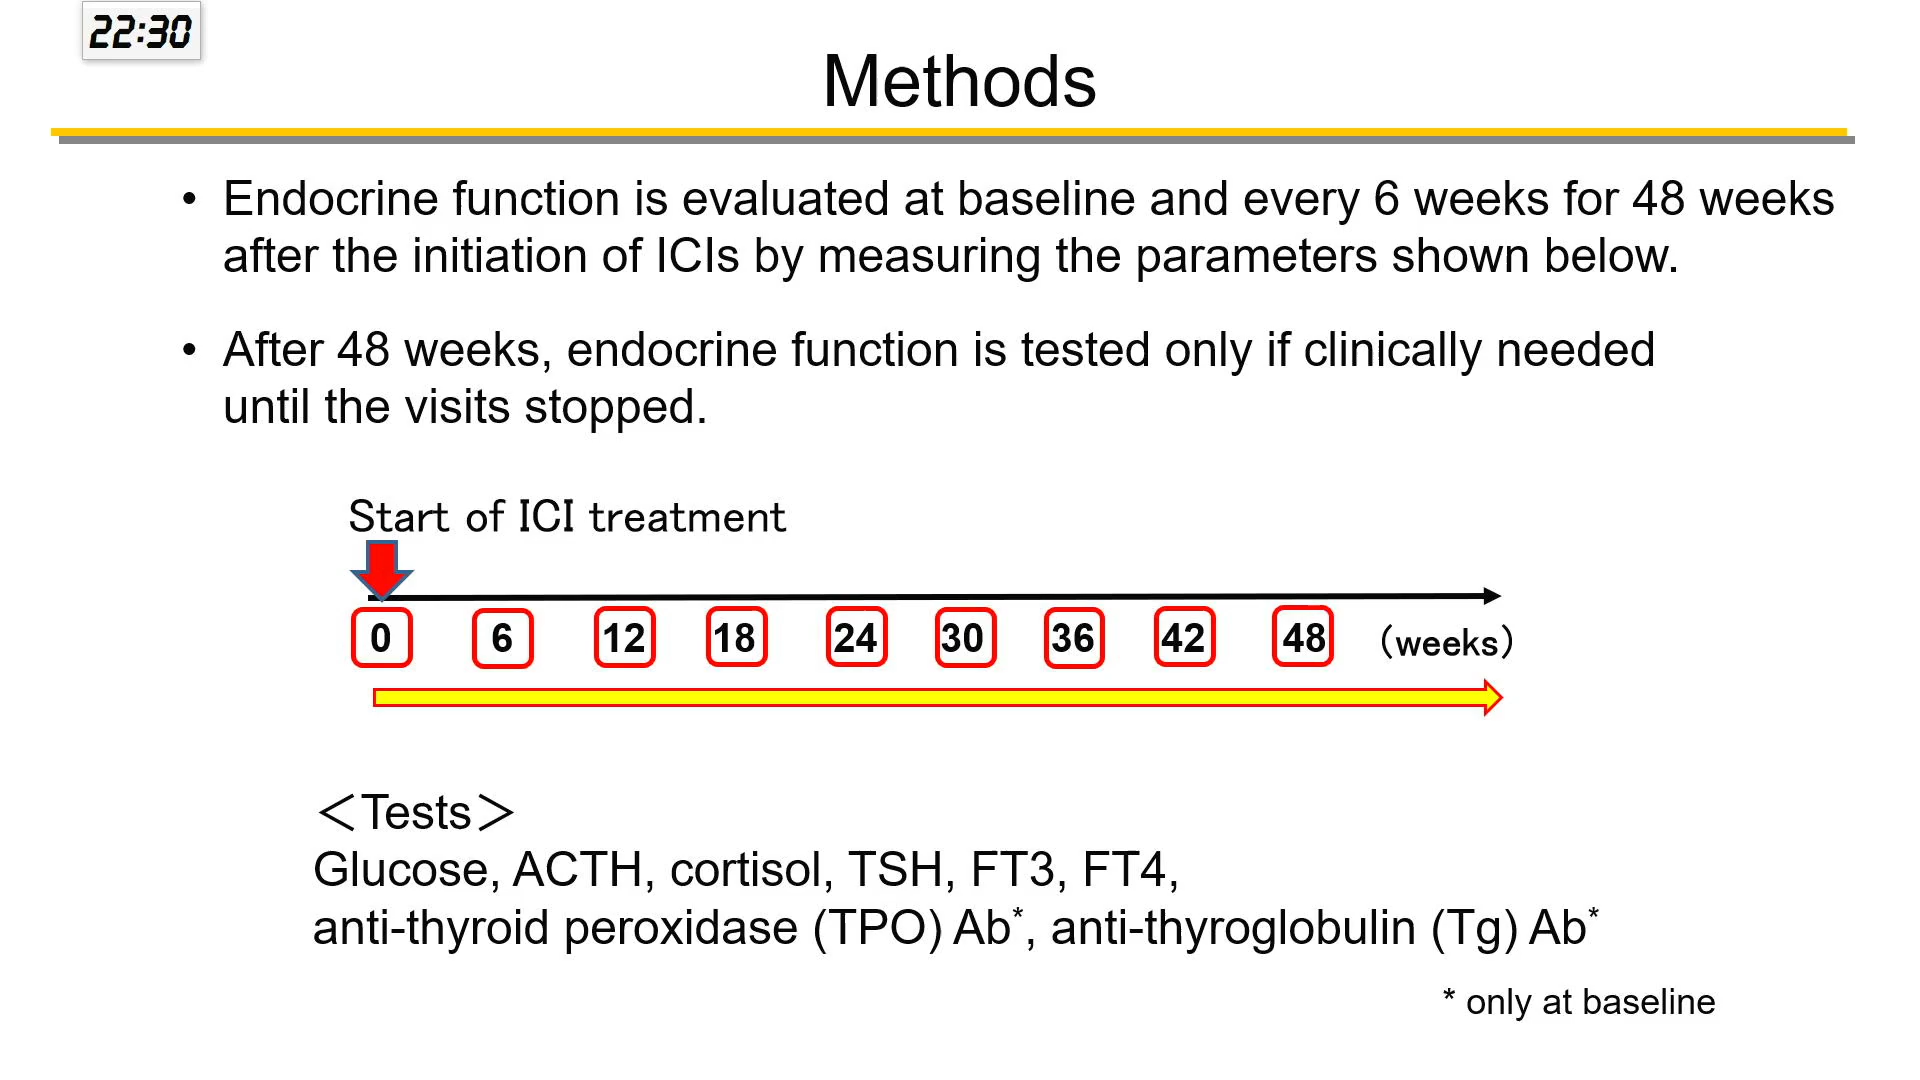 22:30
Methods
• Endocrine function is evaluated at baseline and every 6 weeks for 48 weeks
after the initiation of ICIs by measuring the parameters shown below.
• After 48 weeks, endocrine function is tested only if clinically needed
until the visits stopped.
Start of ICI treatment
0 6 12 18 24 30 36 42 48 (weeks)
＜Tests＞
Glucose, ACTH, cortisol, TSH, FT3, FT4,
anti-thyroid peroxidase (TPO) Ab*, anti-thyroglobulin (Tg) Ab*
* only at baseline